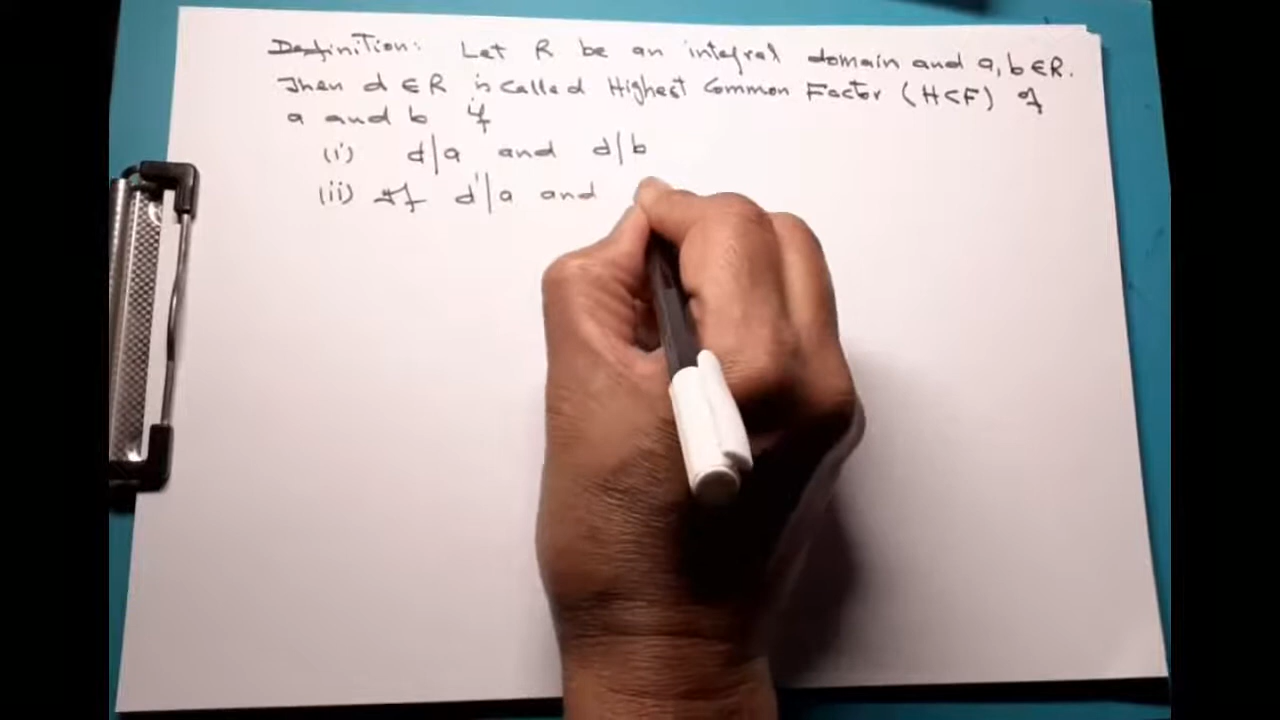 Definition: Let R be an integral domain and a, b ∈ R.
Then d ∈ R is called Highest Common Factor (HCF) of
a and b if
(i) d|a and d|b
(ii) If d'|a and